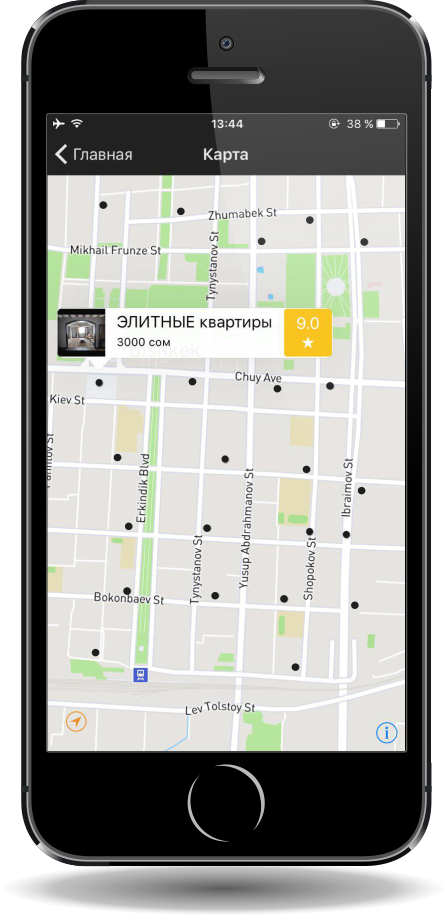 13:44
38 %
Главная
Карта
Zhumabek St
Mikhail Frunze St
Tynystanov St
ЭЛИТНЫЕ квартиры
3000 сом
9.0
Chuy Ave
Kiev St
Erkindik Blvd
Ibraimov St
Yusup Abdrahmanov St
Tynystanov St
Shopokov St
Bokonbaev St
Lev Tolstoy St